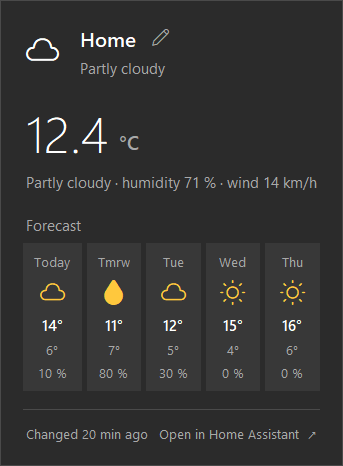 Home
Partly cloudy
12.4 °C
Partly cloudy · humidity 71 % · wind 14 km/h
Forecast
Today Tmrw Tue Wed Thu
14° 11° 12° 15° 16°
6° 7° 5° 4° 6°
10 % 80 % 30 % 0 % 0 %
Changed 20 min ago Open in Home Assistant ↗